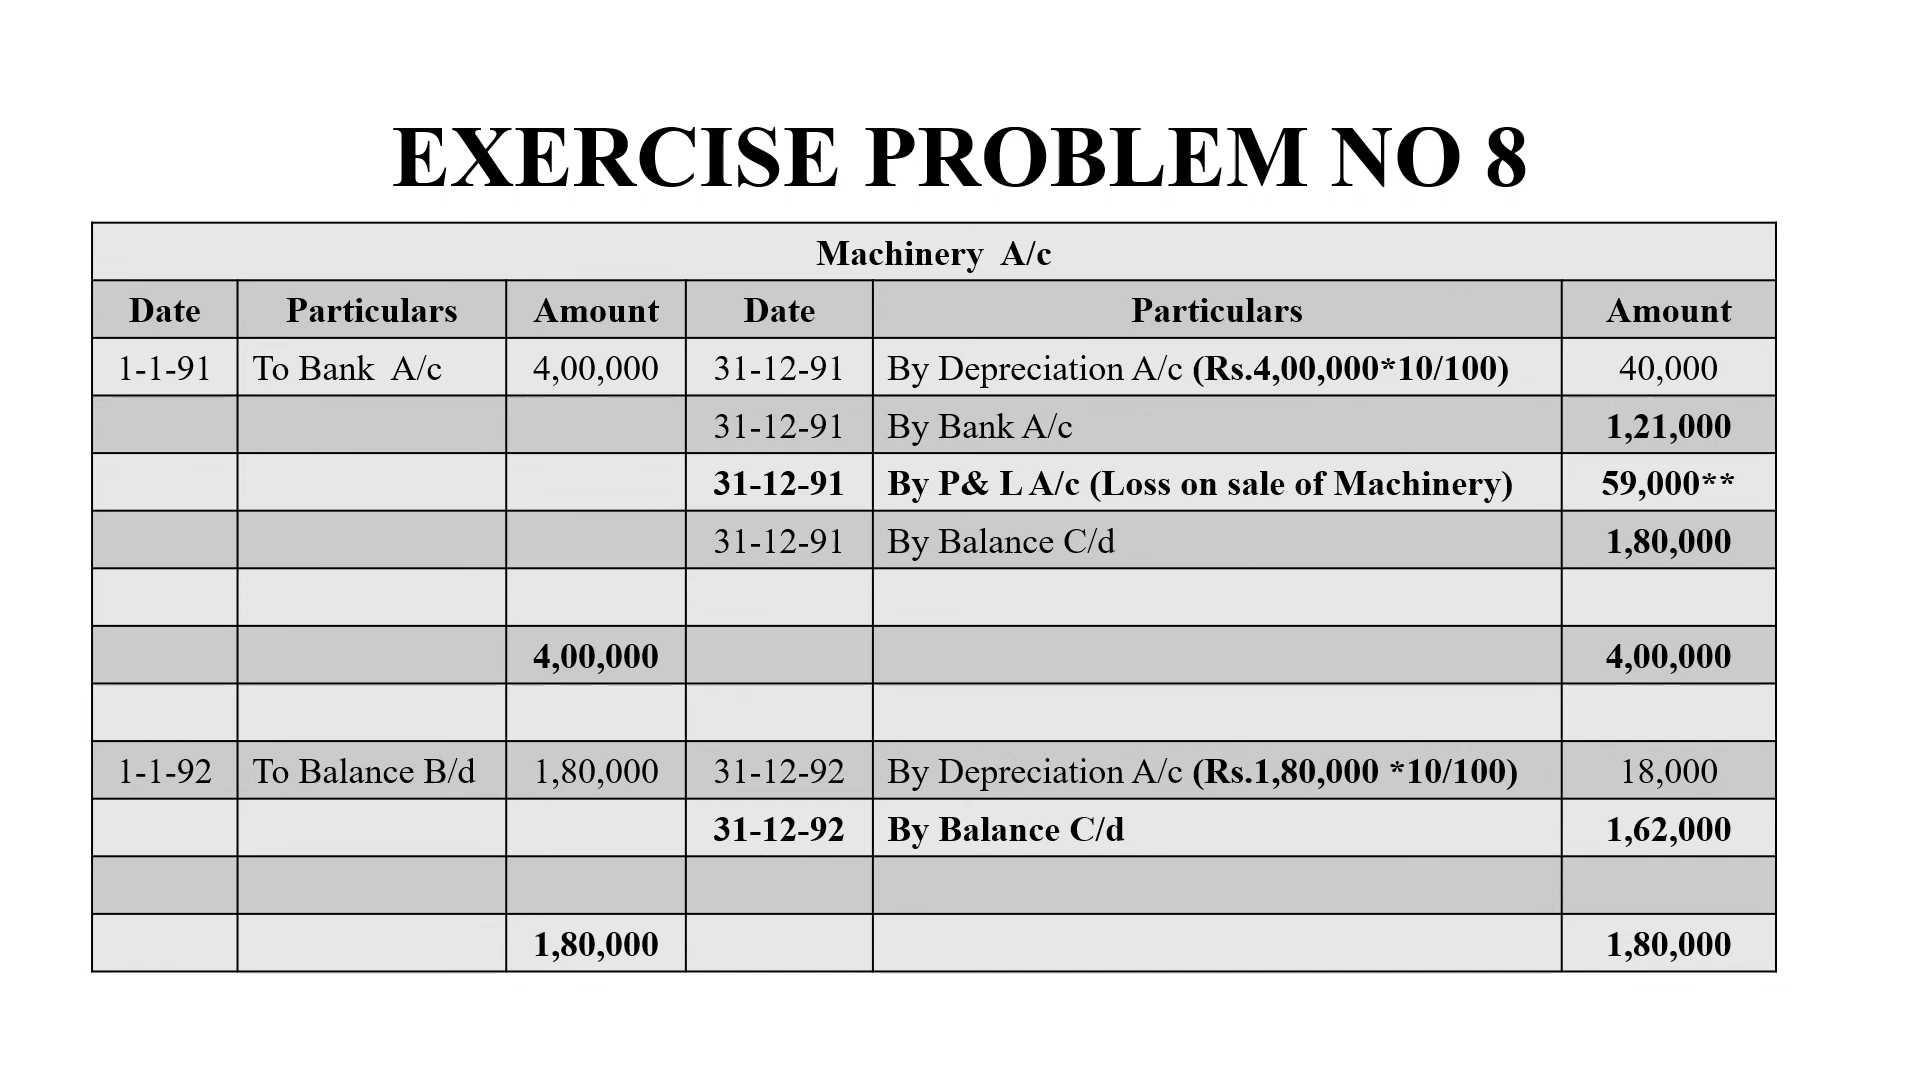 EXERCISE PROBLEM NO 8
Machinery A/c
Date Particulars Amount Date Particulars Amount
1-1-91 To Bank A/c 4,00,000 31-12-91 By Depreciation A/c (Rs.4,00,000*10/100) 40,000
31-12-91 By Bank A/c 1,21,000
31-12-91 By P& L A/c (Loss on sale of Machinery) 59,000**
31-12-91 By Balance C/d 1,80,000
4,00,000 4,00,000
1-1-92 To Balance B/d 1,80,000 31-12-92 By Depreciation A/c (Rs.1,80,000 *10/100) 18,000
31-12-92 By Balance C/d 1,62,000
1,80,000 1,80,000